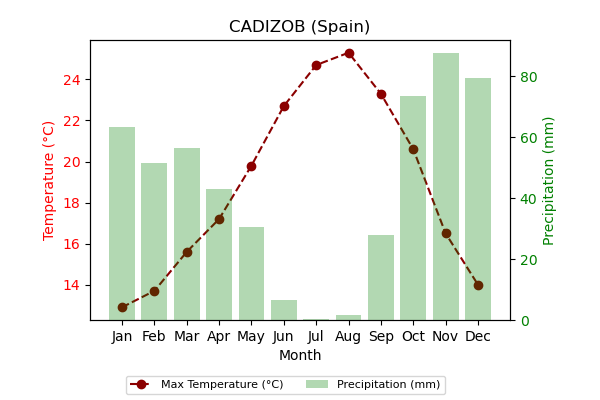 CADIZOB (Spain)
Temperature (°C)
24
22
20
18
16
14
80
60
40
20
0
Precipitation (mm)
Jan Feb Mar Apr May Jun Jul Aug Sep Oct Nov Dec
Month
Max Temperature (°C) Precipitation (mm)